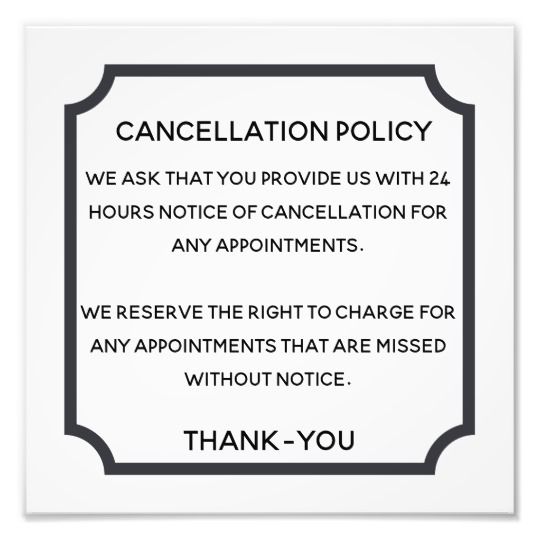 CANCELLATION POLICY
WE ASK THAT YOU PROVIDE US WITH 24
HOURS NOTICE OF CANCELLATION FOR
ANY APPOINTMENTS.
WE RESERVE THE RIGHT TO CHARGE FOR
ANY APPOINTMENTS THAT ARE MISSED
WITHOUT NOTICE.
THANK-YOU